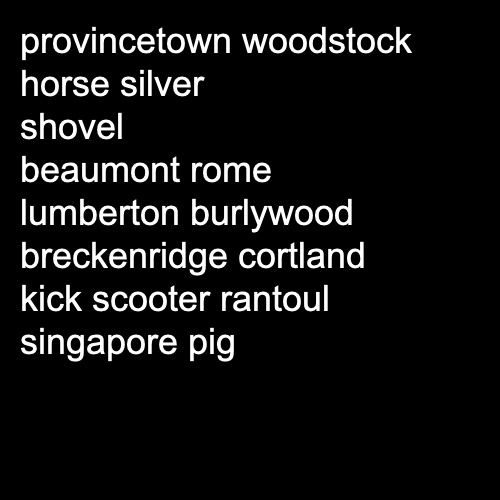 provincetown woodstock
horse silver
shovel
beaumont rome
lumberton burlywood
breckenridge cortland
kick scooter rantoul
singapore pig